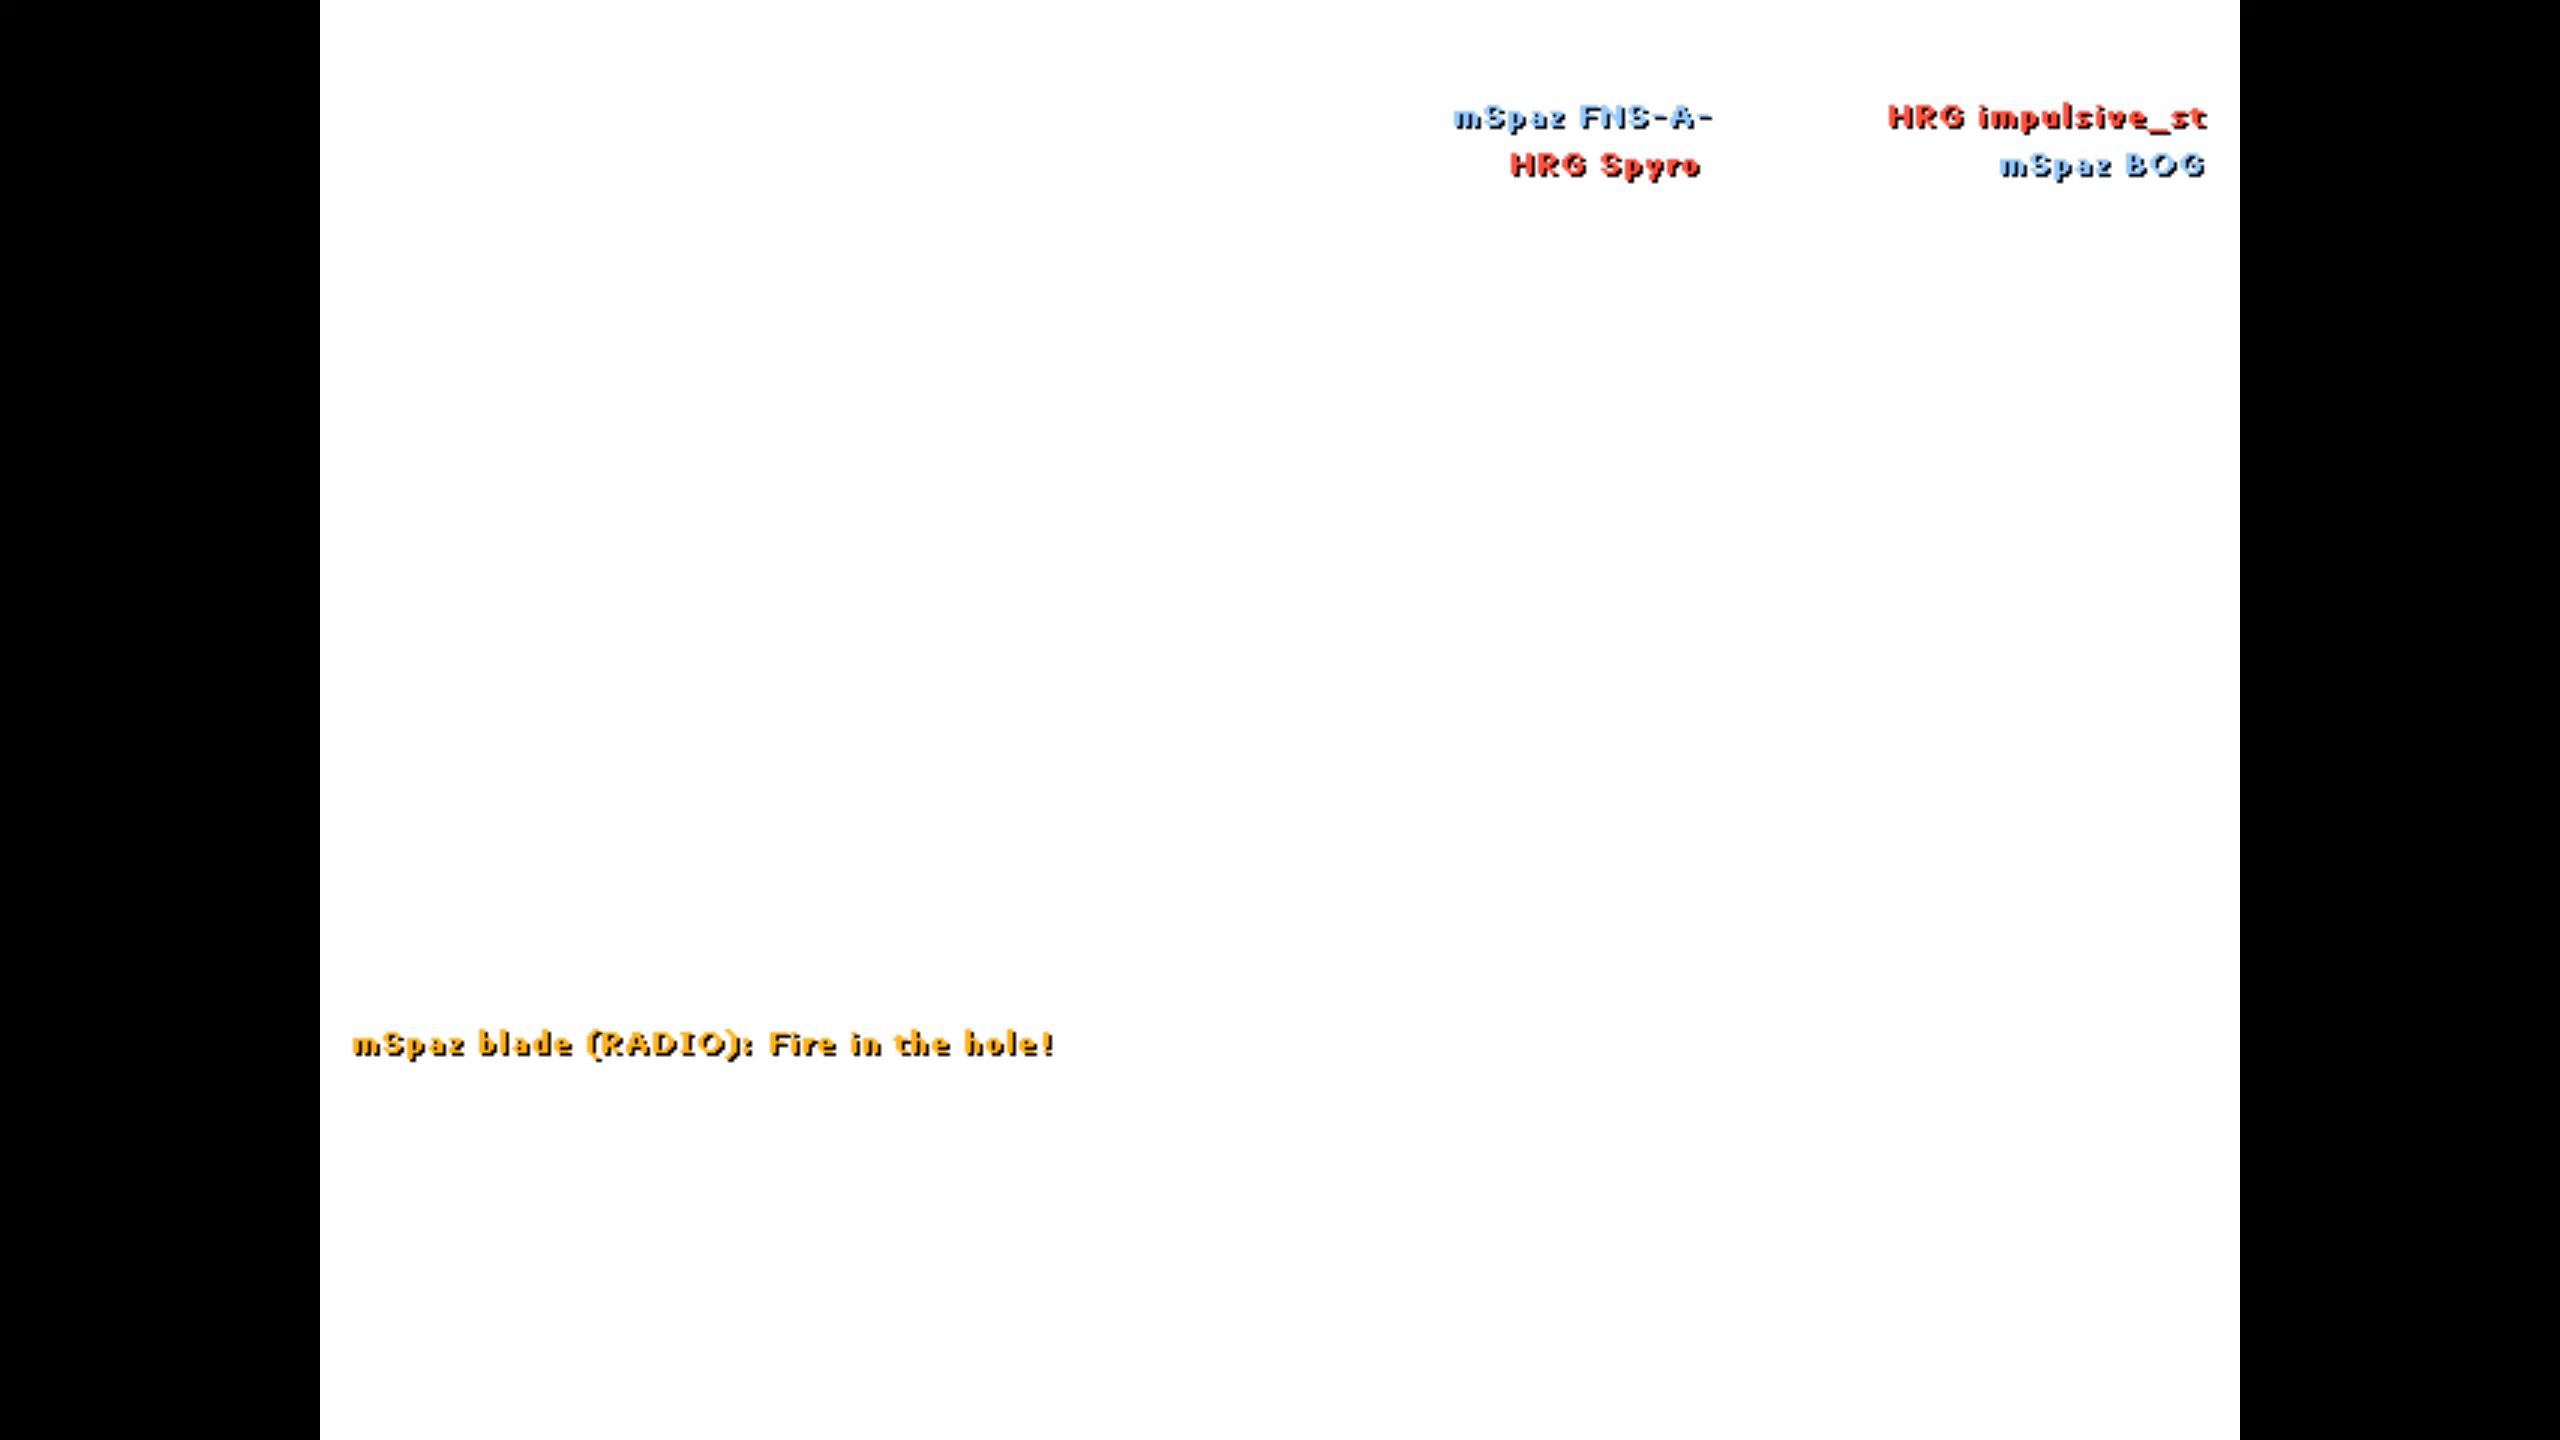 mSpaz FNS-A- HRG impulsive_st
HRG Spyro mSpaz BOG
mSpaz blade (RADIO): Fire in the hole!